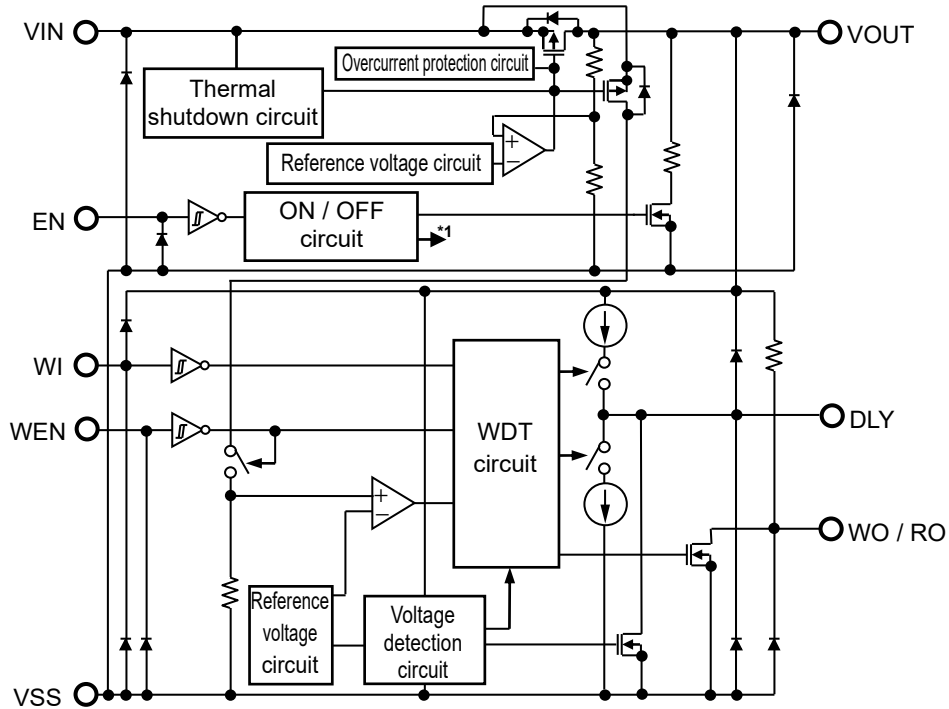 VIN
VOUT
Overcurrent protection circuit
Thermal
shutdown circuit
+
−
Reference voltage circuit
EN
ON / OFF
circuit
*1
WI
WEN
WDT
circuit
DLY
+
−
WO / RO
Reference
voltage
circuit
Voltage
detection
circuit
VSS